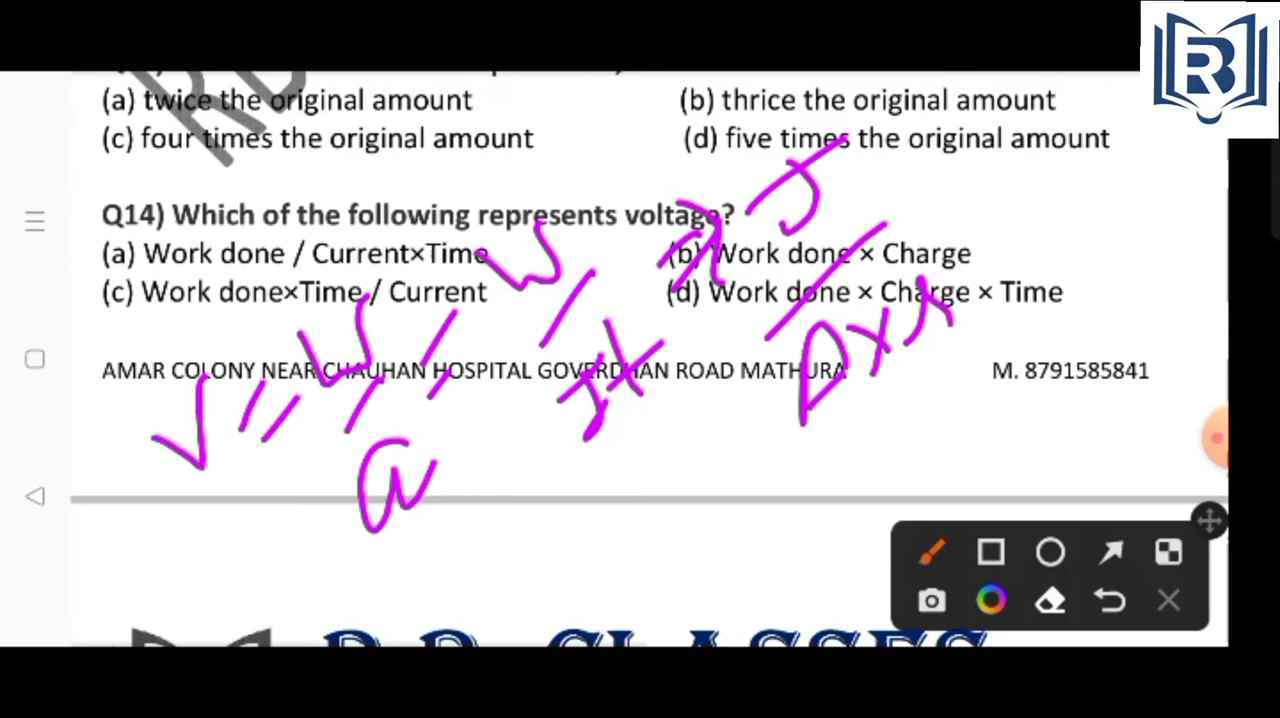 (a) twice the original amount (b) thrice the original amount
(c) four times the original amount (d) five times the original amount
Q14) Which of the following represents voltage?
(a) Work done / Current×Time (b) Work done × Charge
(c) Work done×Time / Current (d) Work done × Charge × Time
V = W / Q = W / It
AMAR COLONY NEAR CHAUHAN HOSPITAL GOVERDHAN ROAD MATHURA M. 8791585841